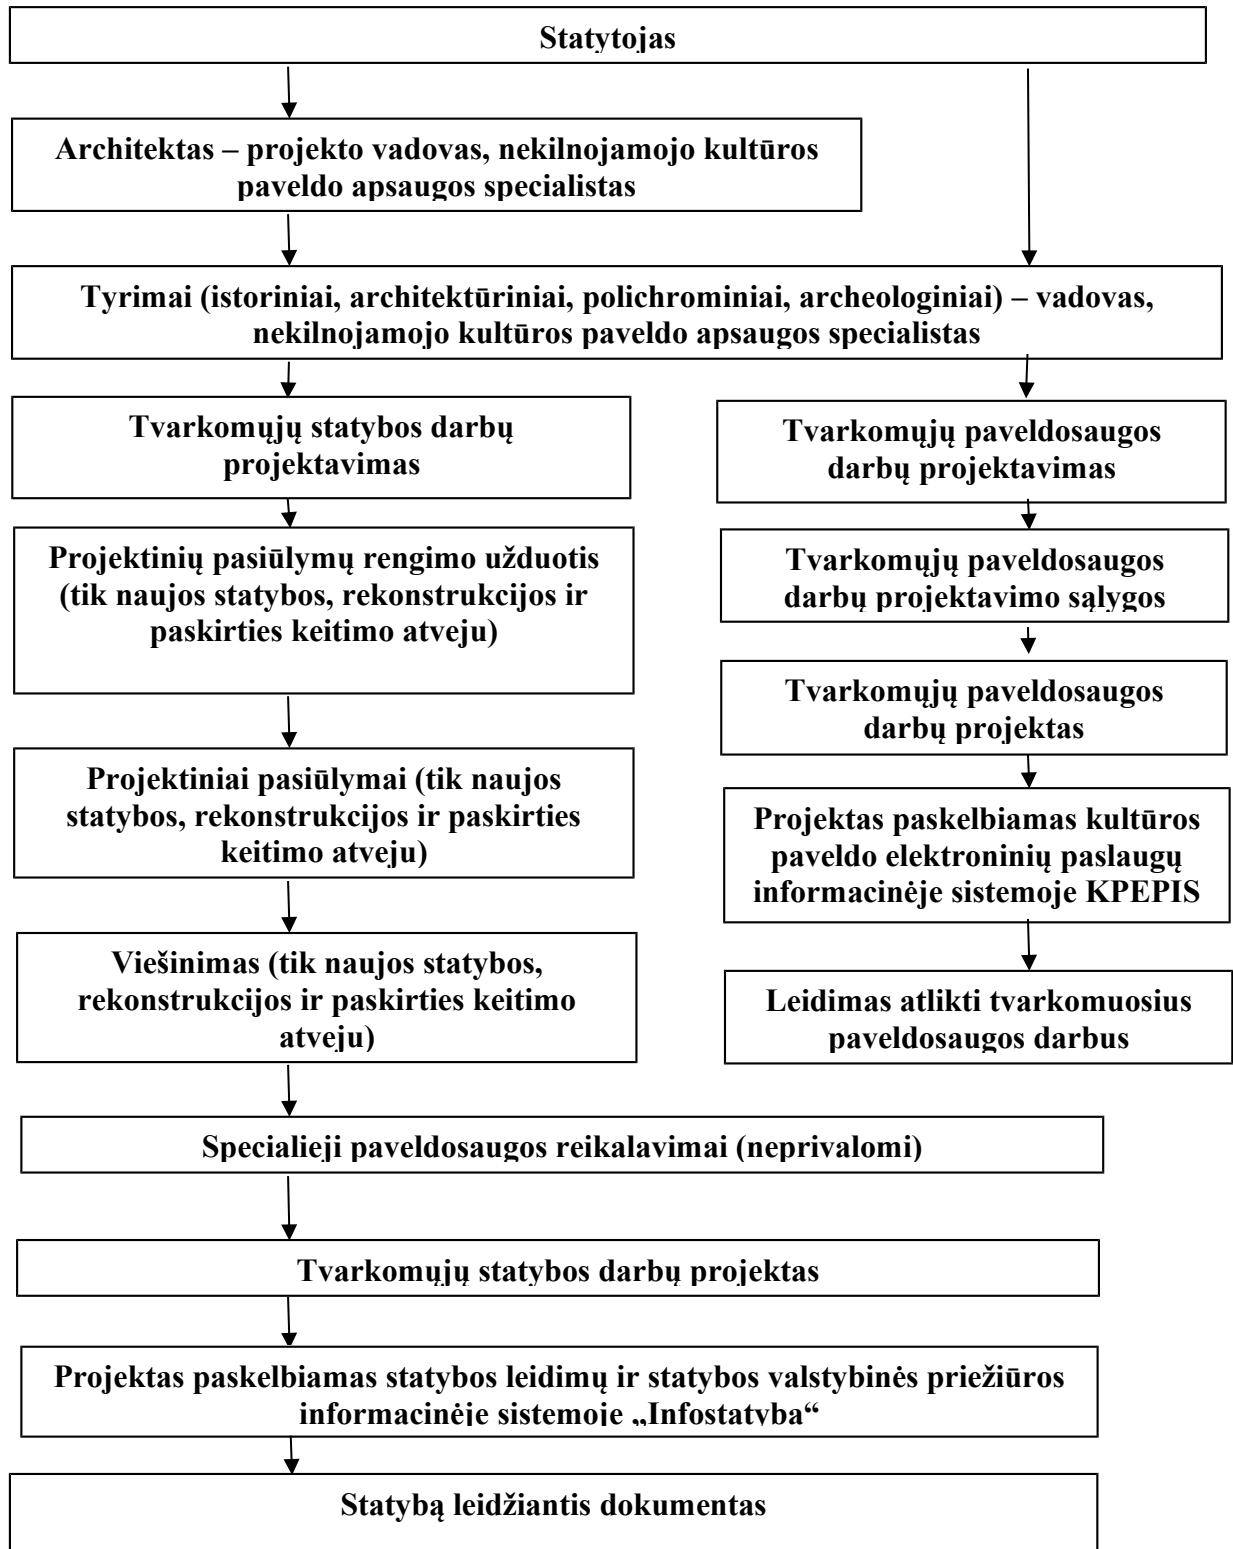 Statytojas
Architektas – projekto vadovas, nekilnojamojo kultūros
paveldo apsaugos specialistas
Tyrimai (istoriniai, architektūriniai, polichrominiai, archeologiniai) – vadovas,
nekilnojamojo kultūros paveldo apsaugos specialistas
Tvarkomųjų statybos darbų
projektavimas
Projektinių pasiūlymų rengimo užduotis
(tik naujos statybos, rekonstrukcijos ir
paskirties keitimo atveju)
Projektiniai pasiūlymai (tik naujos
statybos, rekonstrukcijos ir paskirties
keitimo atveju)
Viešinimas (tik naujos statybos,
rekonstrukcijos ir paskirties keitimo
atveju)
Tvarkomųjų paveldosaugos
darbų projektavimas
Tvarkomųjų paveldosaugos
darbų projektavimo sąlygos
Tvarkomųjų paveldosaugos
darbų projektas
Projektas paskelbiamas kultūros
paveldo elektroninių paslaugų
informacinėje sistemoje KPEPIS
Leidimas atlikti tvarkomuosius
paveldosaugos darbus
Specialieji paveldosaugos reikalavimai (neprivalomi)
Tvarkomųjų statybos darbų projektas
Projektas paskelbiamas statybos leidimų ir statybos valstybinės priežiūros
informacinėje sistemoje „Infostatyba“
Statybą leidžiantis dokumentas